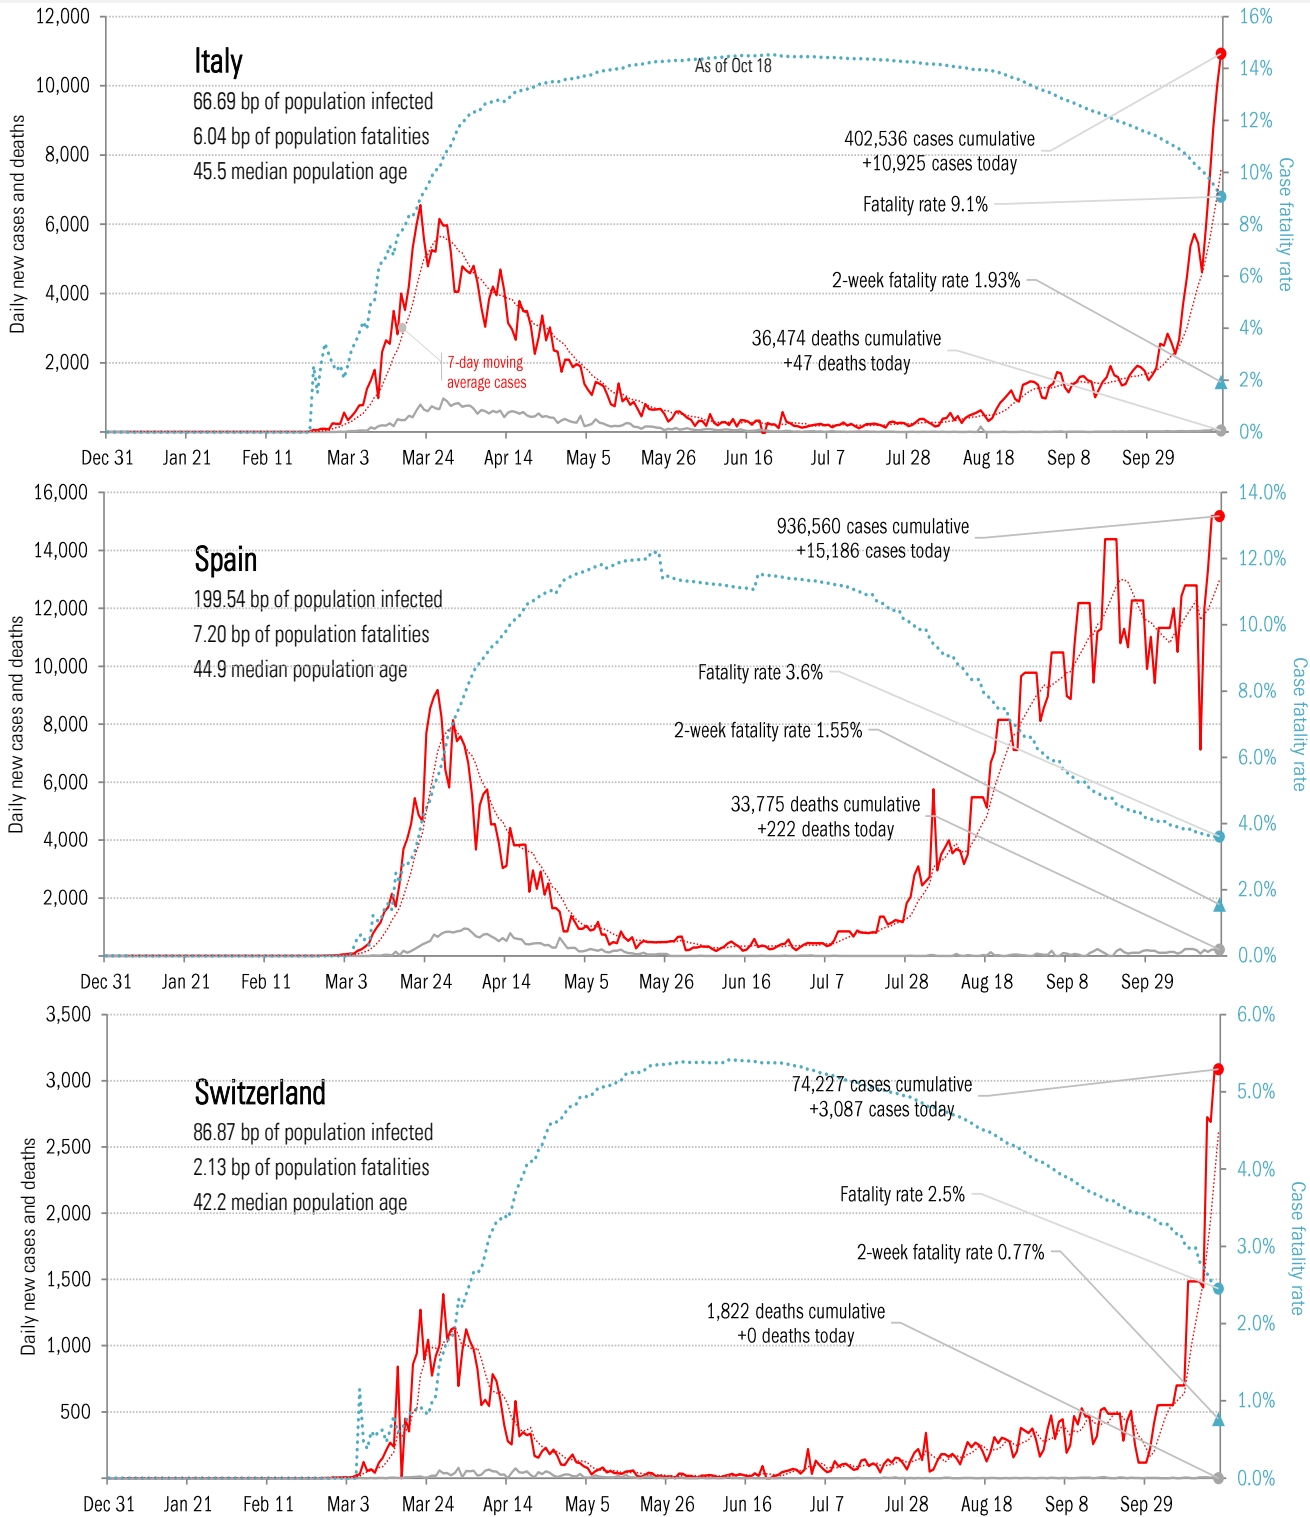 12,000
10,000
8,000
6,000
4,000
2,000
Daily new cases and deaths
Italy
66.69 bp of population infected
6.04 bp of population fatalities
45.5 median population age
As of Oct 18
402,536 cases cumulative
+10,925 cases today
Fatality rate 9.1%
2-week fatality rate 1.93%
36,474 deaths cumulative
+47 deaths today
7-day moving
average cases
16%
14%
12%
10%
8%
6%
4%
2%
0%
Case fatality rate
Dec 31 Jan 21 Feb 11 Mar 3 Mar 24 Apr 14 May 5 May 26 Jun 16 Jul 7 Jul 28 Aug 18 Sep 8 Sep 29
16,000
14,000
12,000
10,000
8,000
6,000
4,000
2,000
Daily new cases and deaths
Spain
199.54 bp of population infected
7.20 bp of population fatalities
44.9 median population age
936,560 cases cumulative
+15,186 cases today
Fatality rate 3.6%
2-week fatality rate 1.55%
33,775 deaths cumulative
+222 deaths today
14.0%
12.0%
10.0%
8.0%
6.0%
4.0%
2.0%
0.0%
Case fatality rate
Dec 31 Jan 21 Feb 11 Mar 3 Mar 24 Apr 14 May 5 May 26 Jun 16 Jul 7 Jul 28 Aug 18 Sep 8 Sep 29
3,500
3,000
2,500
2,000
1,500
1,000
500
Daily new cases and deaths
Switzerland
86.87 bp of population infected
2.13 bp of population fatalities
42.2 median population age
74,227 cases cumulative
+3,087 cases today
Fatality rate 2.5%
2-week fatality rate 0.77%
1,822 deaths cumulative
+0 deaths today
6.0%
5.0%
4.0%
3.0%
2.0%
1.0%
0.0%
Case fatality rate
Dec 31 Jan 21 Feb 11 Mar 3 Mar 24 Apr 14 May 5 May 26 Jun 16 Jul 7 Jul 28 Aug 18 Sep 8 Sep 29